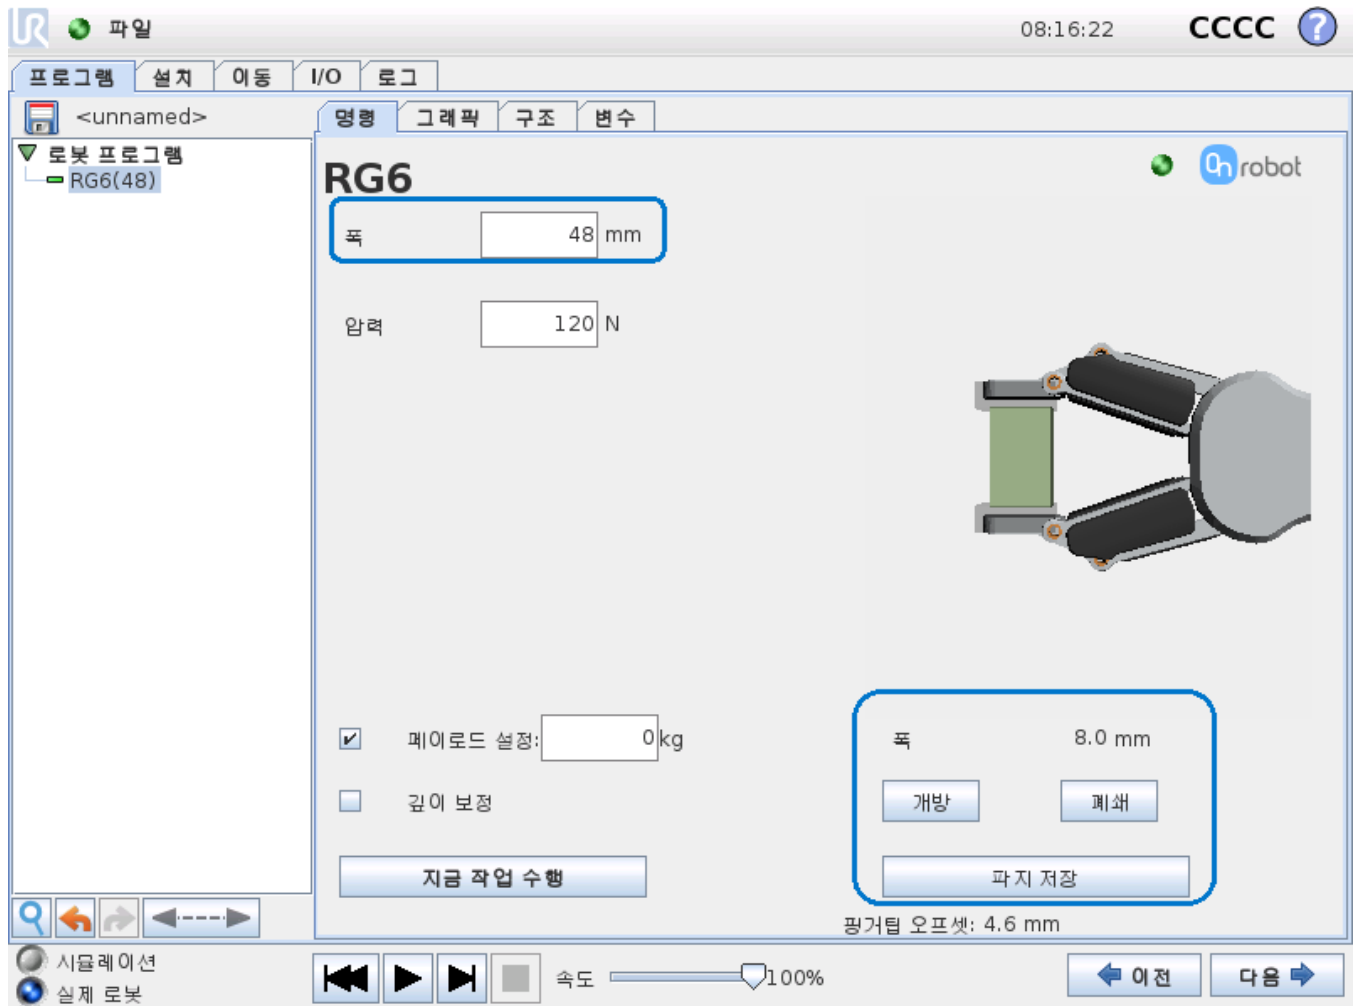 UR 파일 08:16:22 CCCC ?
프로그램 설치 이동 I/O 로그
<unnamed> 명령 그래픽 구조 변수
로봇 프로그램
RG6(48)
RG6 On robot
폭 48 mm
압력 120 N
페이로드 설정: 0 kg 폭 8.0 mm
깊이 보정 개방 폐쇄
지금 작업 수행 파지 저장
핑거팁 오프셋: 4.6 mm
시뮬레이션
실제 로봇
속도 100% 이전 다음